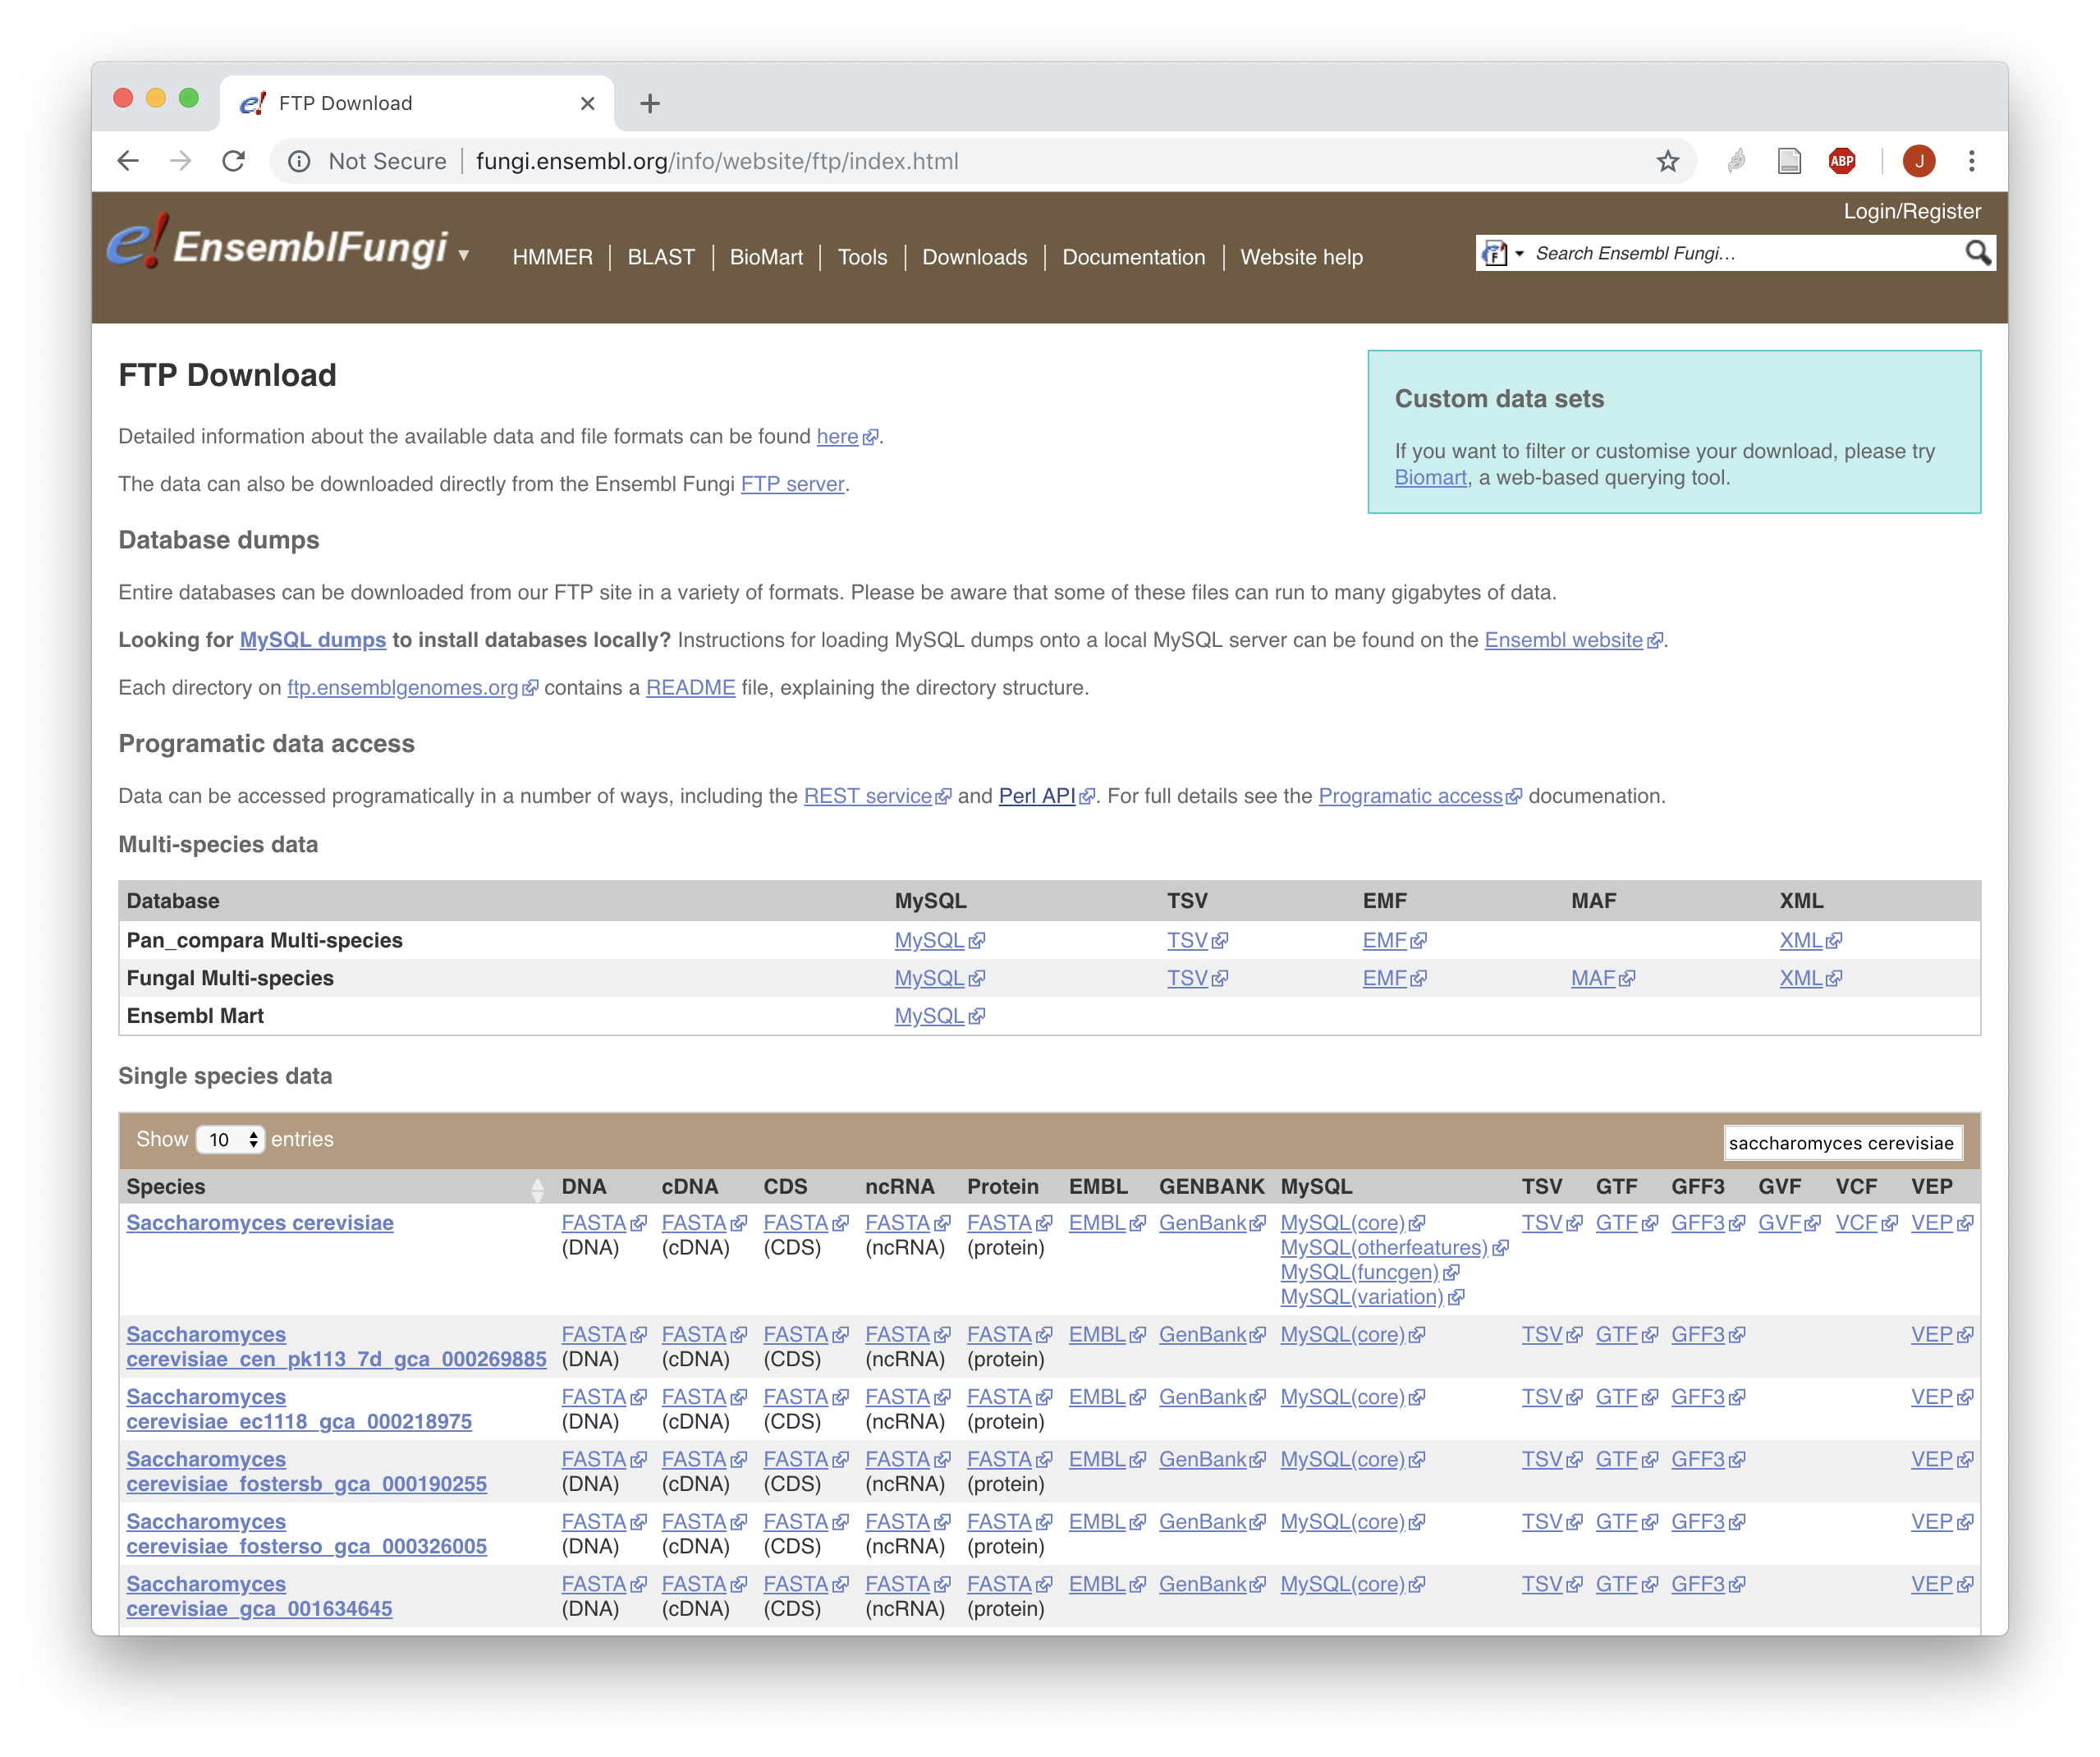 FTP Download
Not Secure | fungi.ensembl.org/info/website/ftp/index.html
ABP
J
Login/Register
e! EnsemblFungi
HMMER | BLAST | BioMart | Tools | Downloads | Documentation | Website help
F Search Ensembl Fungi…
FTP Download
Detailed information about the available data and file formats can be found here.
The data can also be downloaded directly from the Ensembl Fungi FTP server.
Custom data sets
If you want to filter or customise your download, please try
Biomart, a web-based querying tool.
Database dumps
Entire databases can be downloaded from our FTP site in a variety of formats. Please be aware that some of these files can run to many gigabytes of data.
Looking for MySQL dumps to install databases locally? Instructions for loading MySQL dumps onto a local MySQL server can be found on the Ensembl website.
Each directory on ftp.ensemblgenomes.org contains a README file, explaining the directory structure.
Programatic data access
Data can be accessed programatically in a number of ways, including the REST service and Perl API. For full details see the Programatic access documenation.
Multi-species data
Database MySQL TSV EMF MAF XML
Pan_compara Multi-species MySQL TSV EMF XML
Fungal Multi-species MySQL TSV EMF MAF XML
Ensembl Mart MySQL
Single species data
Show 10 entries saccharomyces cerevisiae
Species DNA cDNA CDS ncRNA Protein EMBL GENBANK MySQL TSV GTF GFF3 GVF VCF VEP
Saccharomyces cerevisiae FASTA FASTA FASTA FASTA FASTA EMBL GenBank MySQL(core) TSV GTF GFF3 GVF VCF VEP
(DNA) (cDNA) (CDS) (ncRNA) (protein) MySQL(otherfeatures)
MySQL(funcgen)
MySQL(variation)
Saccharomyces FASTA FASTA FASTA FASTA FASTA EMBL GenBank MySQL(core) TSV GTF GFF3 VEP
cerevisiae_cen_pk113_7d_gca_000269885 (DNA) (cDNA) (CDS) (ncRNA) (protein)
Saccharomyces FASTA FASTA FASTA FASTA FASTA EMBL GenBank MySQL(core) TSV GTF GFF3 VEP
cerevisiae_ec1118_gca_000218975 (DNA) (cDNA) (CDS) (ncRNA) (protein)
Saccharomyces FASTA FASTA FASTA FASTA FASTA EMBL GenBank MySQL(core) TSV GTF GFF3 VEP
cerevisiae_fostersb_gca_000190255 (DNA) (cDNA) (CDS) (ncRNA) (protein)
Saccharomyces FASTA FASTA FASTA FASTA FASTA EMBL GenBank MySQL(core) TSV GTF GFF3 VEP
cerevisiae_fosterso_gca_000326005 (DNA) (cDNA) (CDS) (ncRNA) (protein)
Saccharomyces FASTA FASTA FASTA FASTA FASTA EMBL GenBank MySQL(core) TSV GTF GFF3 VEP
cerevisiae_gca_001634645 (DNA) (cDNA) (CDS) (ncRNA) (protein)